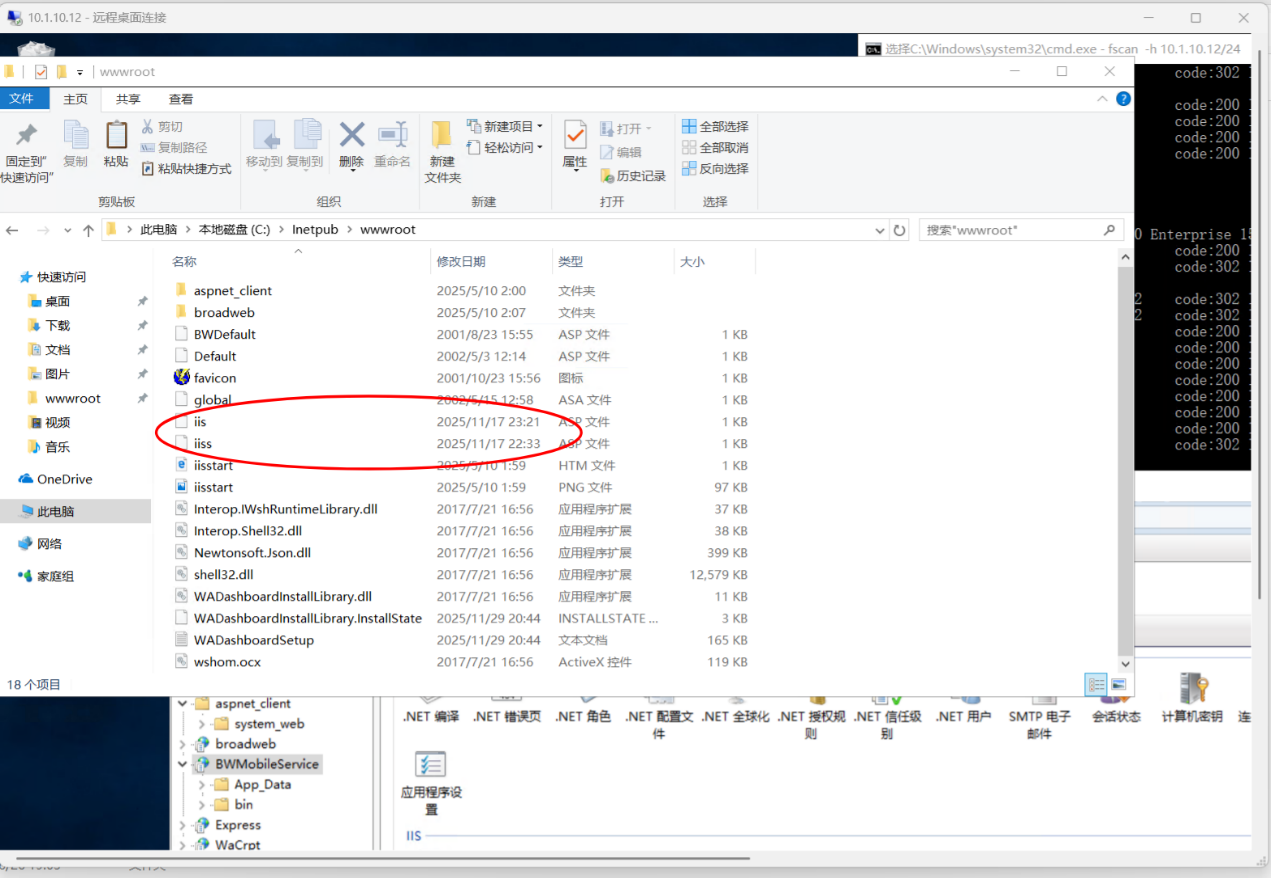 10.1.10.12 - 远程桌面连接
选择C:\Windows\system32\cmd.exe - fscan -h 10.1.10.12/24
wwwroot
文件 主页 共享 查看
固定到"快速访问"
复制
粘贴
剪切
复制路径
粘贴快捷方式
剪贴板
移动到 复制到 删除 重命名
组织
新建文件夹
新建项目
轻松访问
新建
属性
打开
编辑
历史记录
打开
全部选择
全部取消
反向选择
选择
code:302
code:200
code:200
code:200
code:200
此电脑 > 本地磁盘 (C:) > Inetpub > wwwroot
搜索"wwwroot"
0 Enterprise 15
code:200
code:302
2 code:302
2 code:302
code:200
code:200
code:200
code:200
code:200
code:200
code:200
code:302
快速访问
桌面
下载
文档
图片
wwwroot
视频
音乐
OneDrive
此电脑
网络
家庭组
名称 修改日期 类型 大小
aspnet_client 2025/5/10 2:00 文件夹
broadweb 2025/5/10 2:07 文件夹
BWDefault 2001/8/23 15:55 ASP 文件 1 KB
Default 2002/5/3 12:14 ASP 文件 1 KB
favicon 2001/10/23 15:56 图标 1 KB
global 2002/5/15 12:58 ASA 文件 1 KB
iis 2025/11/17 23:21 ASP 文件 1 KB
iiss 2025/11/17 22:33 ASP 文件 1 KB
iisstart 2025/5/10 1:59 HTM 文件 1 KB
iisstart 2025/5/10 1:59 PNG 文件 97 KB
Interop.IWshRuntimeLibrary.dll 2017/7/21 16:56 应用程序扩展 37 KB
Interop.Shell32.dll 2017/7/21 16:56 应用程序扩展 38 KB
Newtonsoft.Json.dll 2017/7/21 16:56 应用程序扩展 399 KB
shell32.dll 2017/7/21 16:56 应用程序扩展 12,579 KB
WADashboardInstallLibrary.dll 2017/7/21 16:56 应用程序扩展 11 KB
WADashboardInstallLibrary.InstallState 2025/11/29 20:44 INSTALLSTATE ... 3 KB
WADashboardSetup 2025/11/29 20:44 文本文档 165 KB
wshom.ocx 2017/7/21 16:56 ActiveX 控件 119 KB
18 个项目
aspnet_client
system_web
broadweb
BWMobileService
App_Data
bin
Express
WaCrpt
.NET 编译 .NET 错误页 .NET 角色 .NET 配置文件 .NET 全球化 .NET 授权规则 .NET 信任级别 .NET 用户 SMTP 电子邮件 会话状态 计算机密钥 连
应用程序设置
IIS